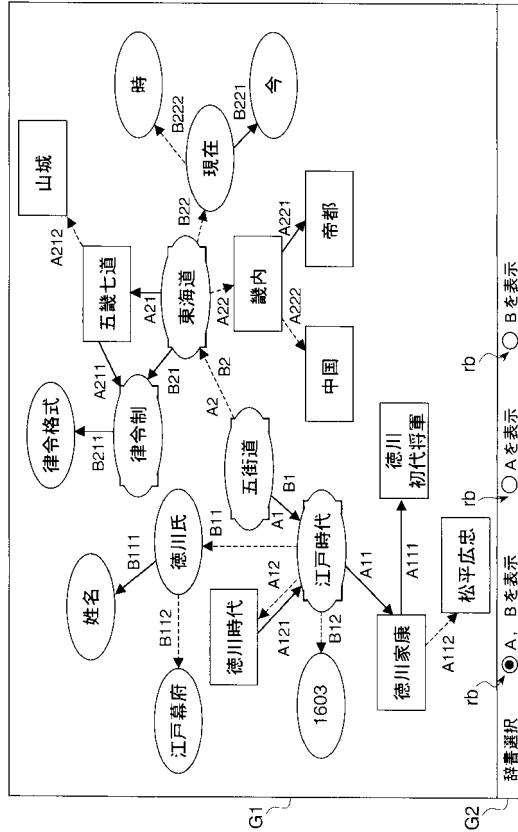 時
今
B222
B221
現在
B22
山城
A212
五畿七道
A21
東海道
A22
畿内
A221
帝都
A222
中国
A211
B21
律令格式
B211
律令制
A2
B2
五街道
A1
B1
徳川氏
B11
B111
姓名
B112
江戸幕府
江戸時代
A12
徳川時代
A121
B12
1603
A11
徳川家康
A111
徳川
初代将軍
A112
松平広忠
G1
G2
辞書選択
rb
A，Bを表示
rb
Aを表示
rb
Bを表示